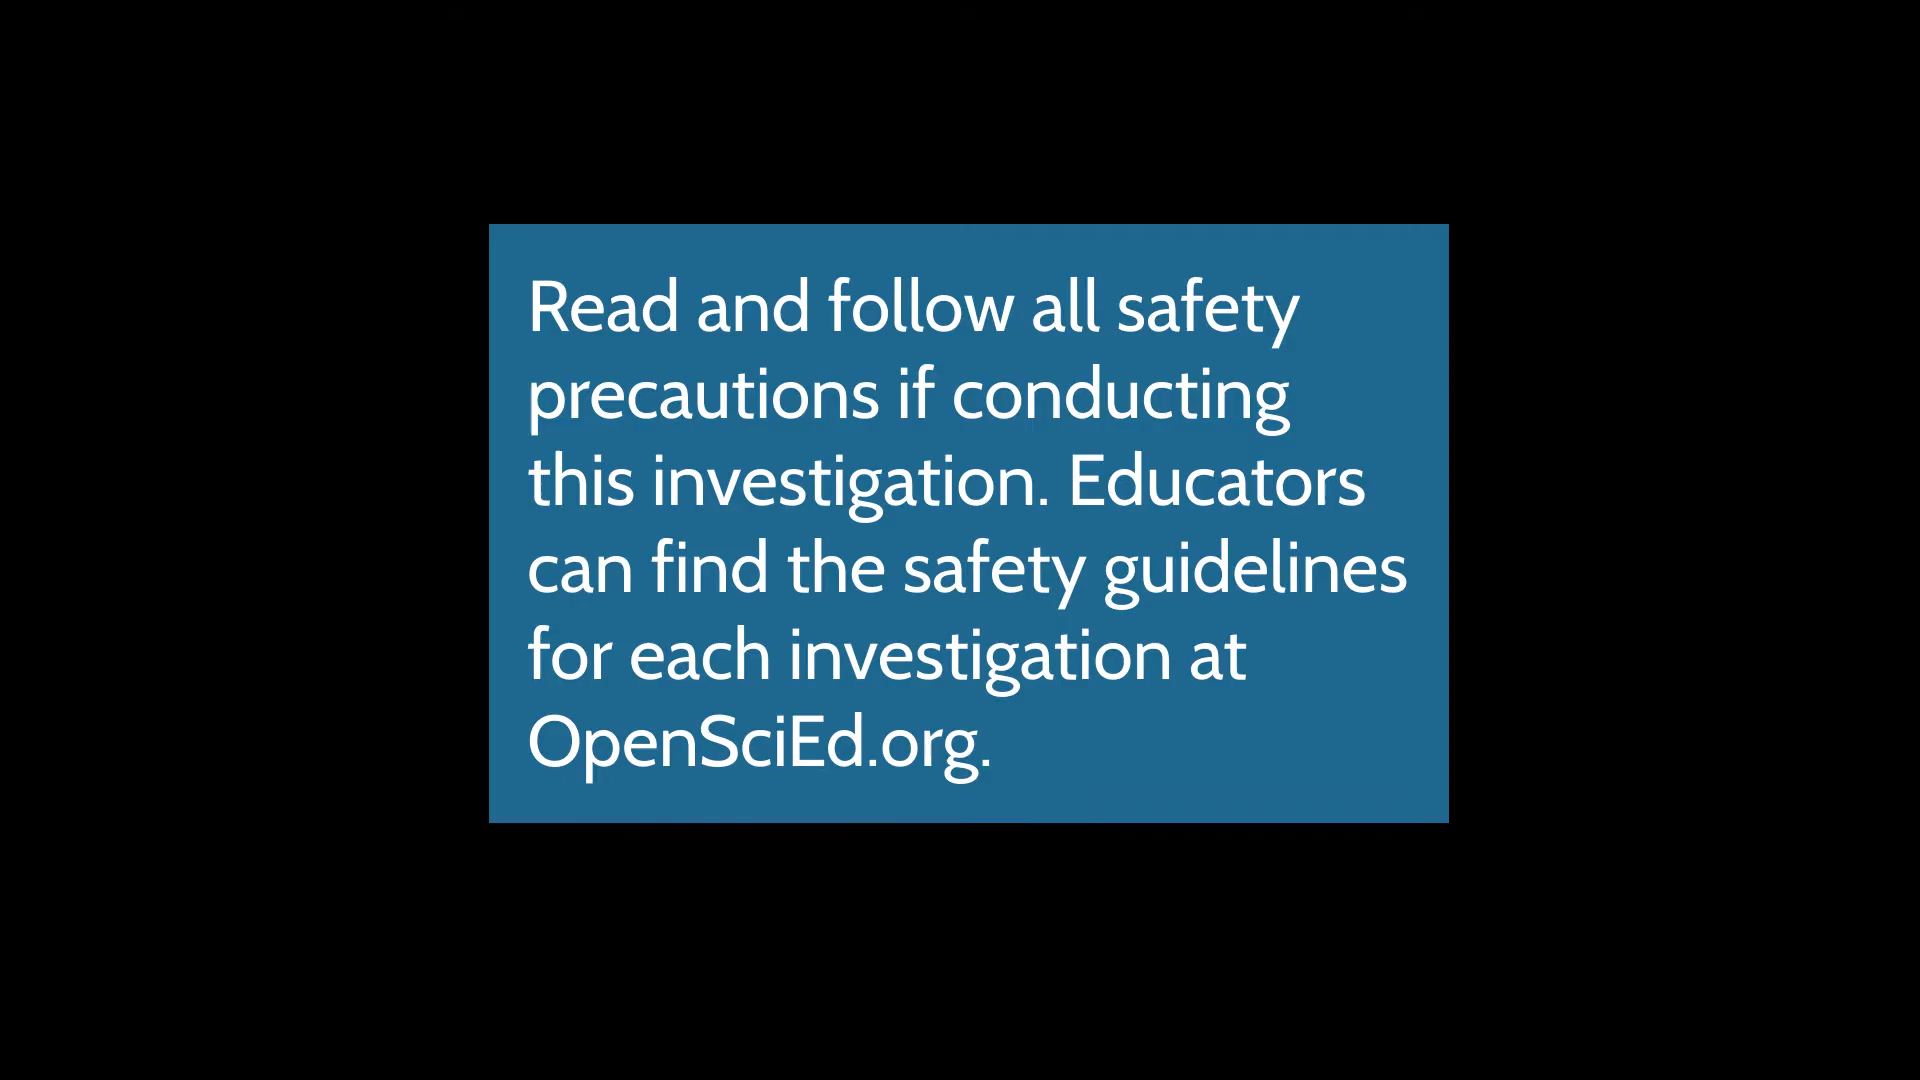 Read and follow all safety
precautions if conducting
this investigation. Educators
can find the safety guidelines
for each investigation at
OpenSciEd.org.